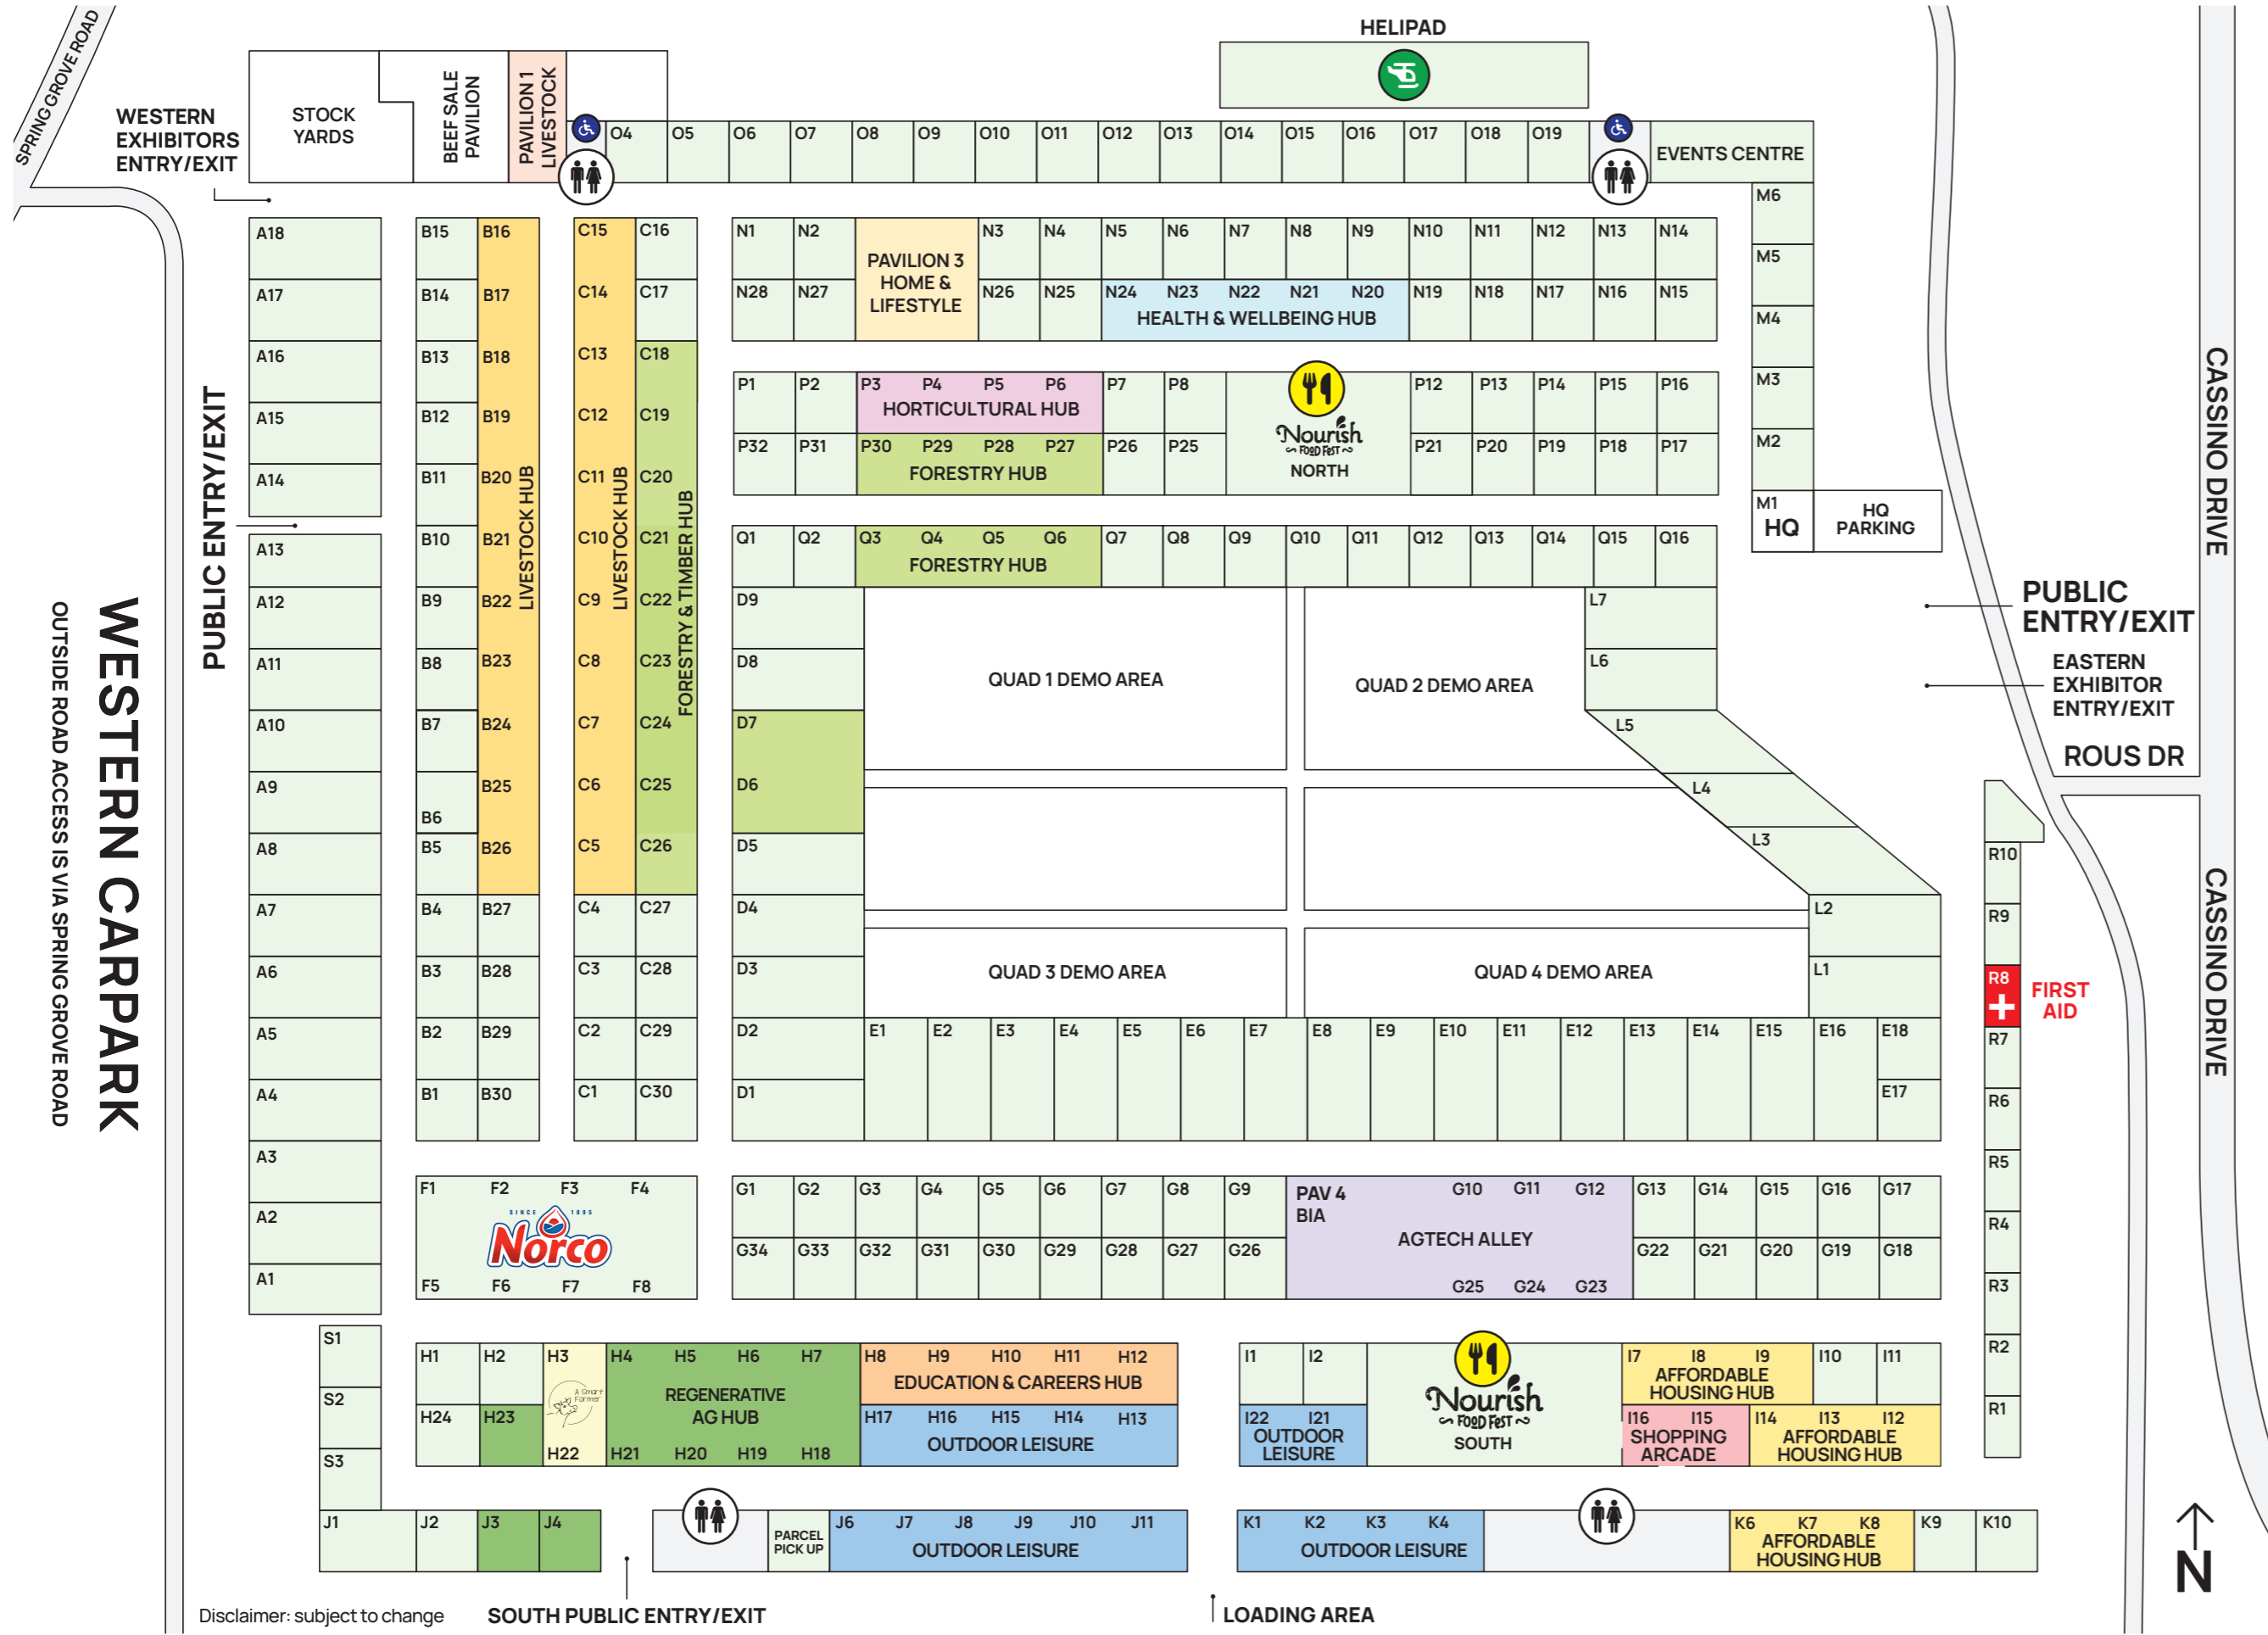 HELIPAD
SPRING GROVE ROAD
WESTERN
EXHIBITORS
ENTRY/EXIT
STOCK
YARDS
BEEF SALE
PAVILION
PAVILION 1
LIVESTOCK
O4 O5 O6 O7 O8 O9 O10 O11 O12 O13 O14 O15 O16 O17 O18 O19
EVENTS CENTRE
M6
M5
M4
M3
M2
M1
HQ
HQ
PARKING
A18
A17
A16
A15
A14
A13
A12
A11
A10
A9
A8
A7
A6
A5
A4
A3
A2
A1
B15
B14
B13
B12
B11
B10
B9
B8
B7
B6
B5
B4
B3
B2
B1
B16
B17
B18
B19
B20
B21
B22
B23
B24
B25
B26
B27
B28
B29
B30
LIVESTOCK HUB
C15
C14
C13
C12
C11
C10
C9
C8
C7
C6
C5
C4
C3
C2
C1
LIVESTOCK HUB
C16
C17
C18
C19
C20
C21
C22
C23
C24
C25
C26
C27
C28
C29
C30
FORESTRY & TIMBER HUB
N1 N2
PAVILION 3
HOME &
LIFESTYLE
N3 N4 N5 N6 N7 N8 N9 N10 N11 N12 N13 N14
N28 N27 N26 N25 N24 N23 N22 N21 N20 N19 N18 N17 N16 N15
HEALTH & WELLBEING HUB
P1 P2 P3 P4 P5 P6 P7 P8 P12 P13 P14 P15 P16
HORTICULTURAL HUB
Nourish
FOOD FEST
NORTH
P32 P31 P30 P29 P28 P27 P26 P25 P21 P20 P19 P18 P17
FORESTRY HUB
Q1 Q2 Q3 Q4 Q5 Q6 Q7 Q8 Q9 Q10 Q11 Q12 Q13 Q14 Q15 Q16
FORESTRY HUB
D9
D8
D7
D6
D5
D4
D3
D2
D1
QUAD 1 DEMO AREA
QUAD 2 DEMO AREA
QUAD 3 DEMO AREA
QUAD 4 DEMO AREA
L7
L6
L5
L4
L3
L2
L1
E1 E2 E3 E4 E5 E6 E7 E8 E9 E10 E11 E12 E13 E14 E15 E16 E18
E17
PUBLIC ENTRY/EXIT
WESTERN CARPARK
OUTSIDE ROAD ACCESS IS VIA SPRING GROVE ROAD
PUBLIC
ENTRY/EXIT
EASTERN
EXHIBITOR
ENTRY/EXIT
ROUS DR
CASSINO DRIVE
CASSINO DRIVE
R10
R9
R8
FIRST
AID
R7
R6
R5
R4
R3
R2
R1
F1 F2 F3 F4
SINCE 1895
Norco
F5 F6 F7 F8
G1 G2 G3 G4 G5 G6 G7 G8 G9
PAV 4
BIA
G10 G11 G12 G13 G14 G15 G16 G17
AGTECH ALLEY
G34 G33 G32 G31 G30 G29 G28 G27 G26 G25 G24 G23 G22 G21 G20 G19 G18
S1
S2
S3
H1 H2 H3 H4 H5 H6 H7 H8 H9 H10 H11 H12
A Smart
Farmer
REGENERATIVE
AG HUB
EDUCATION & CAREERS HUB
H24 H23 H22 H21 H20 H19 H18 H17 H16 H15 H14 H13
OUTDOOR LEISURE
I1 I2
Nourish
FOOD FEST
SOUTH
I7 I8 I9 I10 I11
AFFORDABLE
HOUSING HUB
I22 I21
OUTDOOR
LEISURE
I16 I15
SHOPPING
ARCADE
I14 I13 I12
AFFORDABLE
HOUSING HUB
J1 J2 J3 J4
PARCEL
PICK UP
J6 J7 J8 J9 J10 J11
OUTDOOR LEISURE
K1 K2 K3 K4
OUTDOOR LEISURE
K6 K7 K8 K9 K10
AFFORDABLE
HOUSING HUB
N
Disclaimer: subject to change
SOUTH PUBLIC ENTRY/EXIT
LOADING AREA